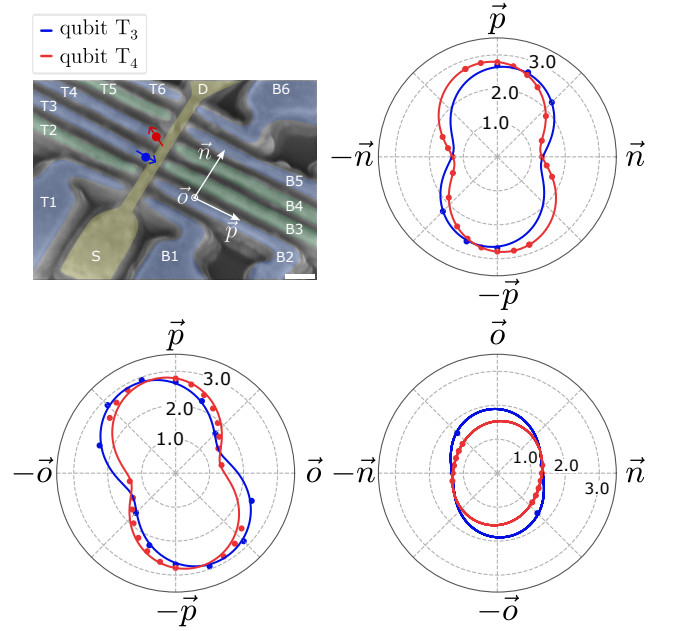 qubit T₃
qubit T₄
T4 T5 T6 D B6
T3
T2
T1
n⃗
o⃗
p⃗
B5
B4
B3
S B1 B2
p⃗
3.0
2.0
1.0
−n⃗ n⃗
−p⃗
p⃗
3.0
2.0
1.0
−o⃗ o⃗
−p⃗
o⃗
1.0 2.0 3.0
−n⃗ n⃗
−o⃗